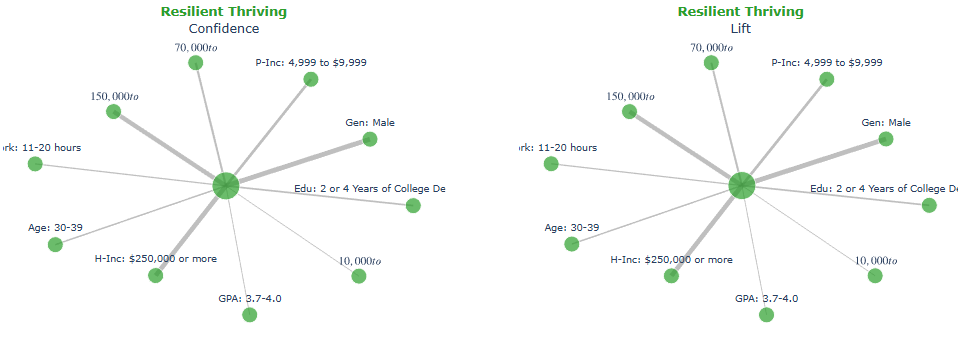 Resilient Thriving
Confidence
70,000to
P-Inc: 4,999 to $9,999
150,000to
Gen: Male
ork: 11-20 hours
Edu: 2 or 4 Years of College De
Age: 30-39
H-Inc: $250,000 or more
10,000to
GPA: 3.7-4.0
Resilient Thriving
Lift
70,000to
P-Inc: 4,999 to $9,999
150,000to
Gen: Male
ork: 11-20 hours
Edu: 2 or 4 Years of College De
Age: 30-39
H-Inc: $250,000 or more
10,000to
GPA: 3.7-4.0